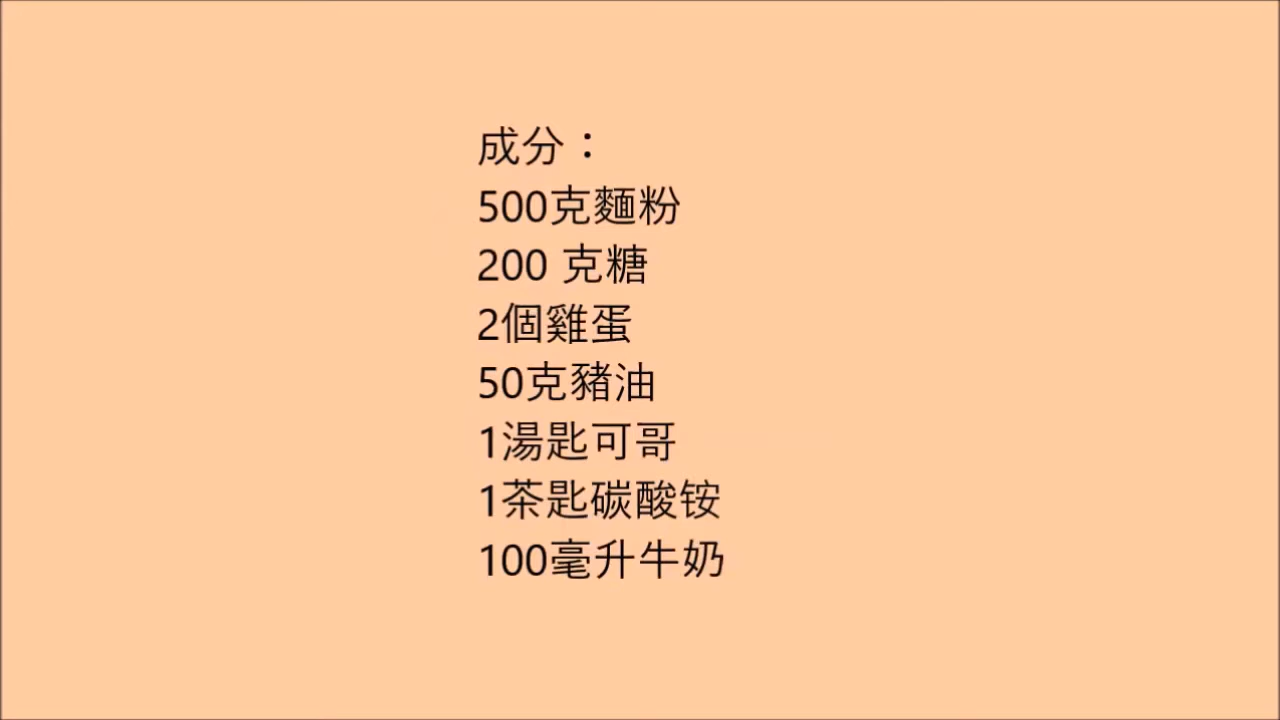 成分：
500克麵粉
200 克糖
2個雞蛋
50克豬油
1湯匙可哥
1茶匙碳酸铵
100毫升牛奶